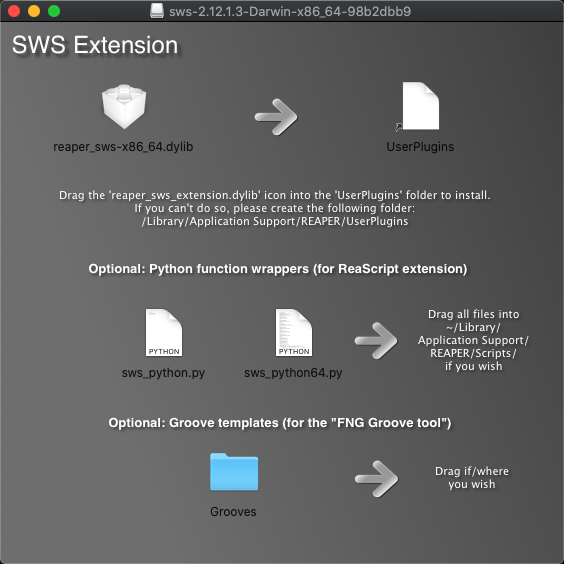 sws-2.12.1.3-Darwin-x86_64-98b2dbb9
SWS Extension
reaper_sws-x86_64.dylib
UserPlugins
Drag the 'reaper_sws_extension.dylib' icon into the 'UserPlugins' folder to install.
If you can't do so, please create the following folder:
/Library/Application Support/REAPER/UserPlugins
Optional: Python function wrappers (for ReaScript extension)
PYTHON
sws_python.py
PYTHON
sws_python64.py
Drag all files into
~/Library/
Application Support/
REAPER/Scripts/
if you wish
Optional: Groove templates (for the "FNG Groove tool")
Grooves
Drag if/where
you wish